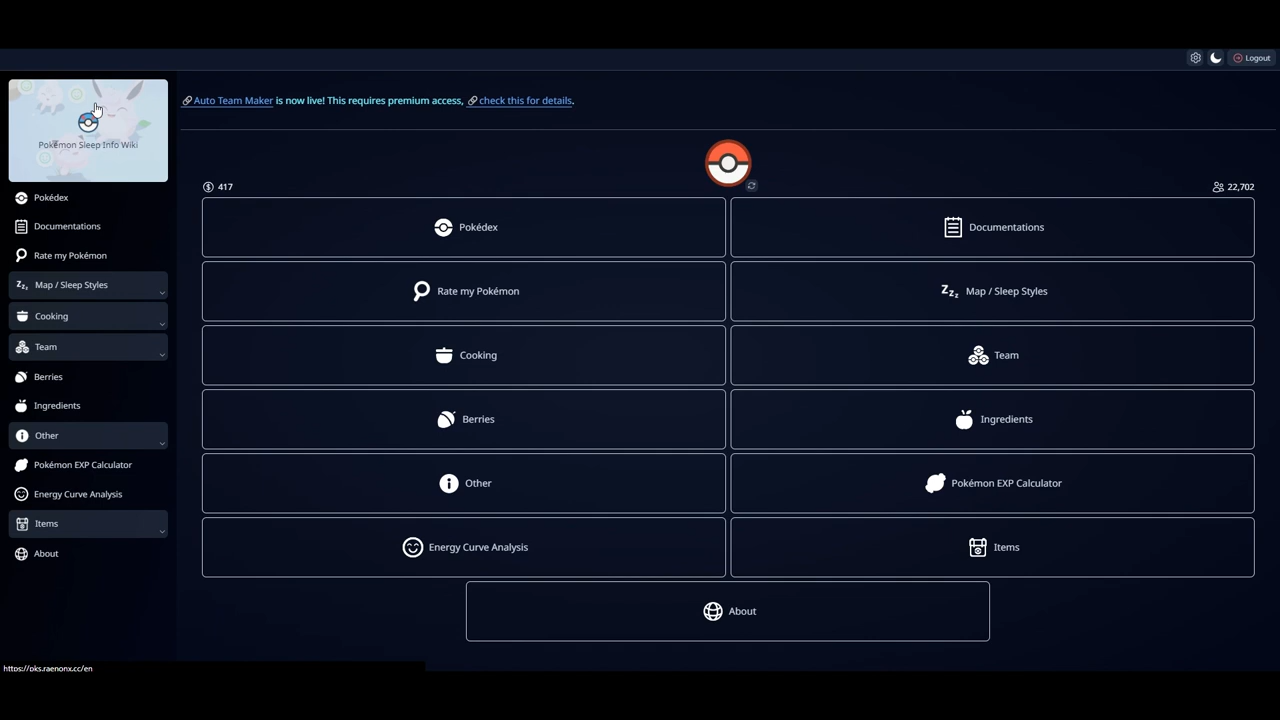 Logout
Pokémon Sleep Info Wiki
Pokédex
Documentations
Rate my Pokémon
Map / Sleep Styles
Cooking
Team
Berries
Ingredients
Other
Pokémon EXP Calculator
Energy Curve Analysis
Items
About
Auto Team Maker is now live! This requires premium access, check this for details.
417
22,702
Pokédex
Documentations
Rate my Pokémon
Map / Sleep Styles
Cooking
Team
Berries
Ingredients
Other
Pokémon EXP Calculator
Energy Curve Analysis
Items
About
https://pks.raenonx.cc/en